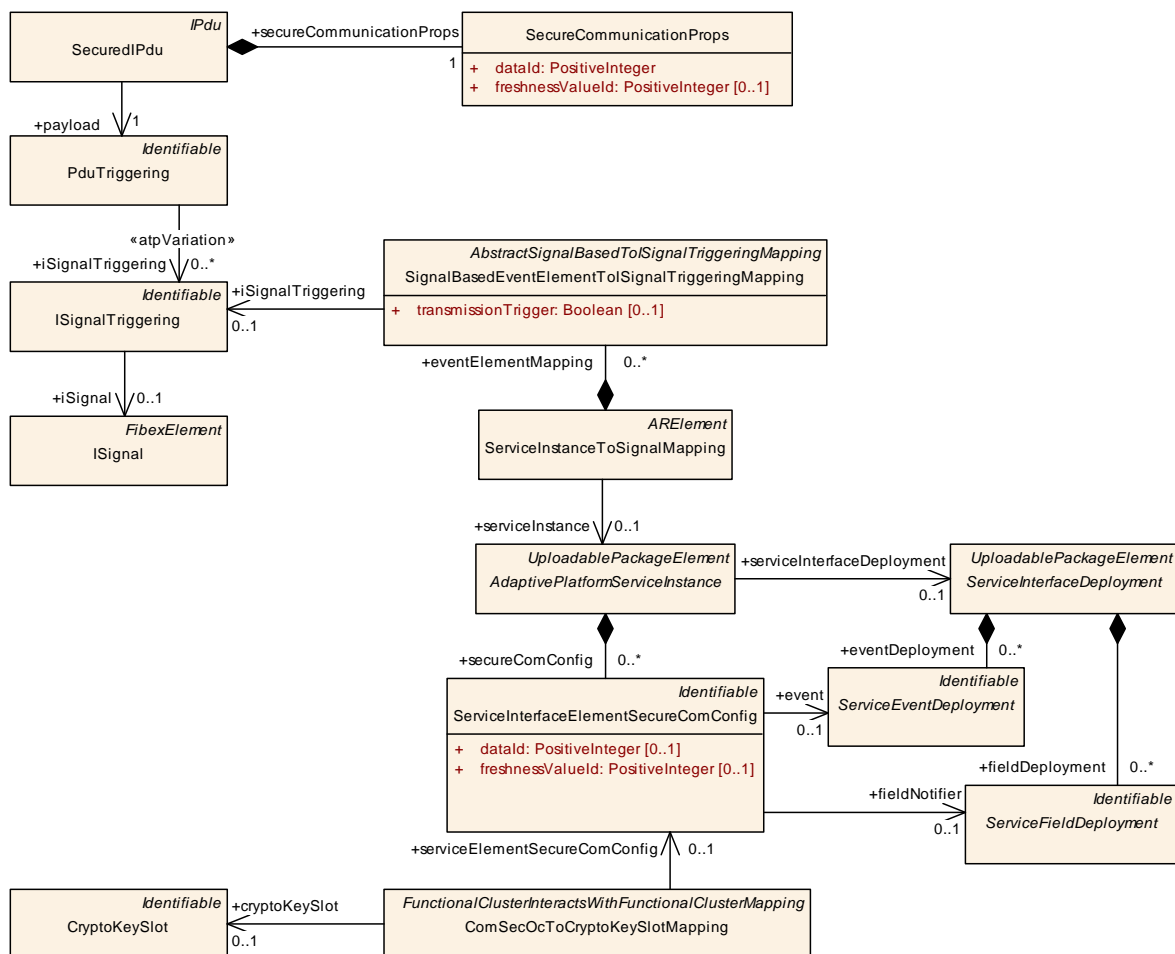 IPdu
SecuredIPdu
+secureCommunicationProps
1
SecureCommunicationProps
+ dataId: PositiveInteger
+ freshnessValueId: PositiveInteger [0..1]
+payload
1
Identifiable
PduTriggering
«atpVariation»
+iSignalTriggering
0..*
Identifiable
ISignalTriggering
+iSignalTriggering
0..1
AbstractSignalBasedToISignalTriggeringMapping
SignalBasedEventElementToISignalTriggeringMapping
+ transmissionTrigger: Boolean [0..1]
+eventElementMapping
0..*
+iSignal
0..1
FibexElement
ISignal
ARElement
ServiceInstanceToSignalMapping
+serviceInstance
0..1
UploadablePackageElement
AdaptivePlatformServiceInstance
+serviceInterfaceDeployment
0..1
UploadablePackageElement
ServiceInterfaceDeployment
+secureComConfig
0..*
+eventDeployment
0..*
Identifiable
ServiceInterfaceElementSecureComConfig
+ dataId: PositiveInteger [0..1]
+ freshnessValueId: PositiveInteger [0..1]
+event
0..1
Identifiable
ServiceEventDeployment
+fieldDeployment
0..*
+fieldNotifier
0..1
Identifiable
ServiceFieldDeployment
+serviceElementSecureComConfig
0..1
Identifiable
CryptoKeySlot
+cryptoKeySlot
0..1
FunctionalClusterInteractsWithFunctionalClusterMapping
ComSecOcToCryptoKeySlotMapping